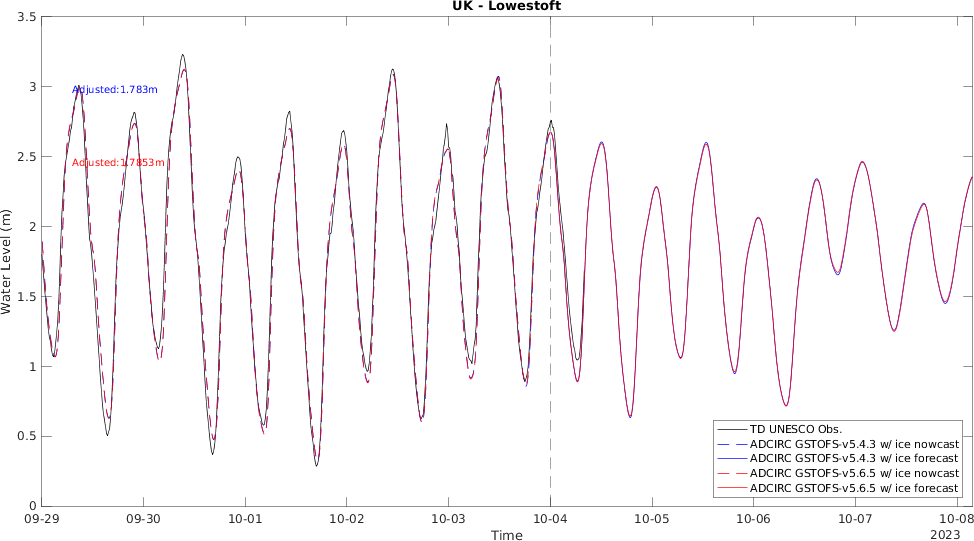 UK - Lowestoft
3.5
3
2.5
2
1.5
1
0.5
0
Water Level (m)
Adjusted:1.783m
Adjusted:1.7853m
TD UNESCO Obs.
ADCIRC GSTOFS-v5.4.3 w/ ice nowcast
ADCIRC GSTOFS-v5.4.3 w/ ice forecast
ADCIRC GSTOFS-v5.6.5 w/ ice nowcast
ADCIRC GSTOFS-v5.6.5 w/ ice forecast
09-29 09-30 10-01 10-02 10-03 10-04 10-05 10-06 10-07 10-08
2023
Time